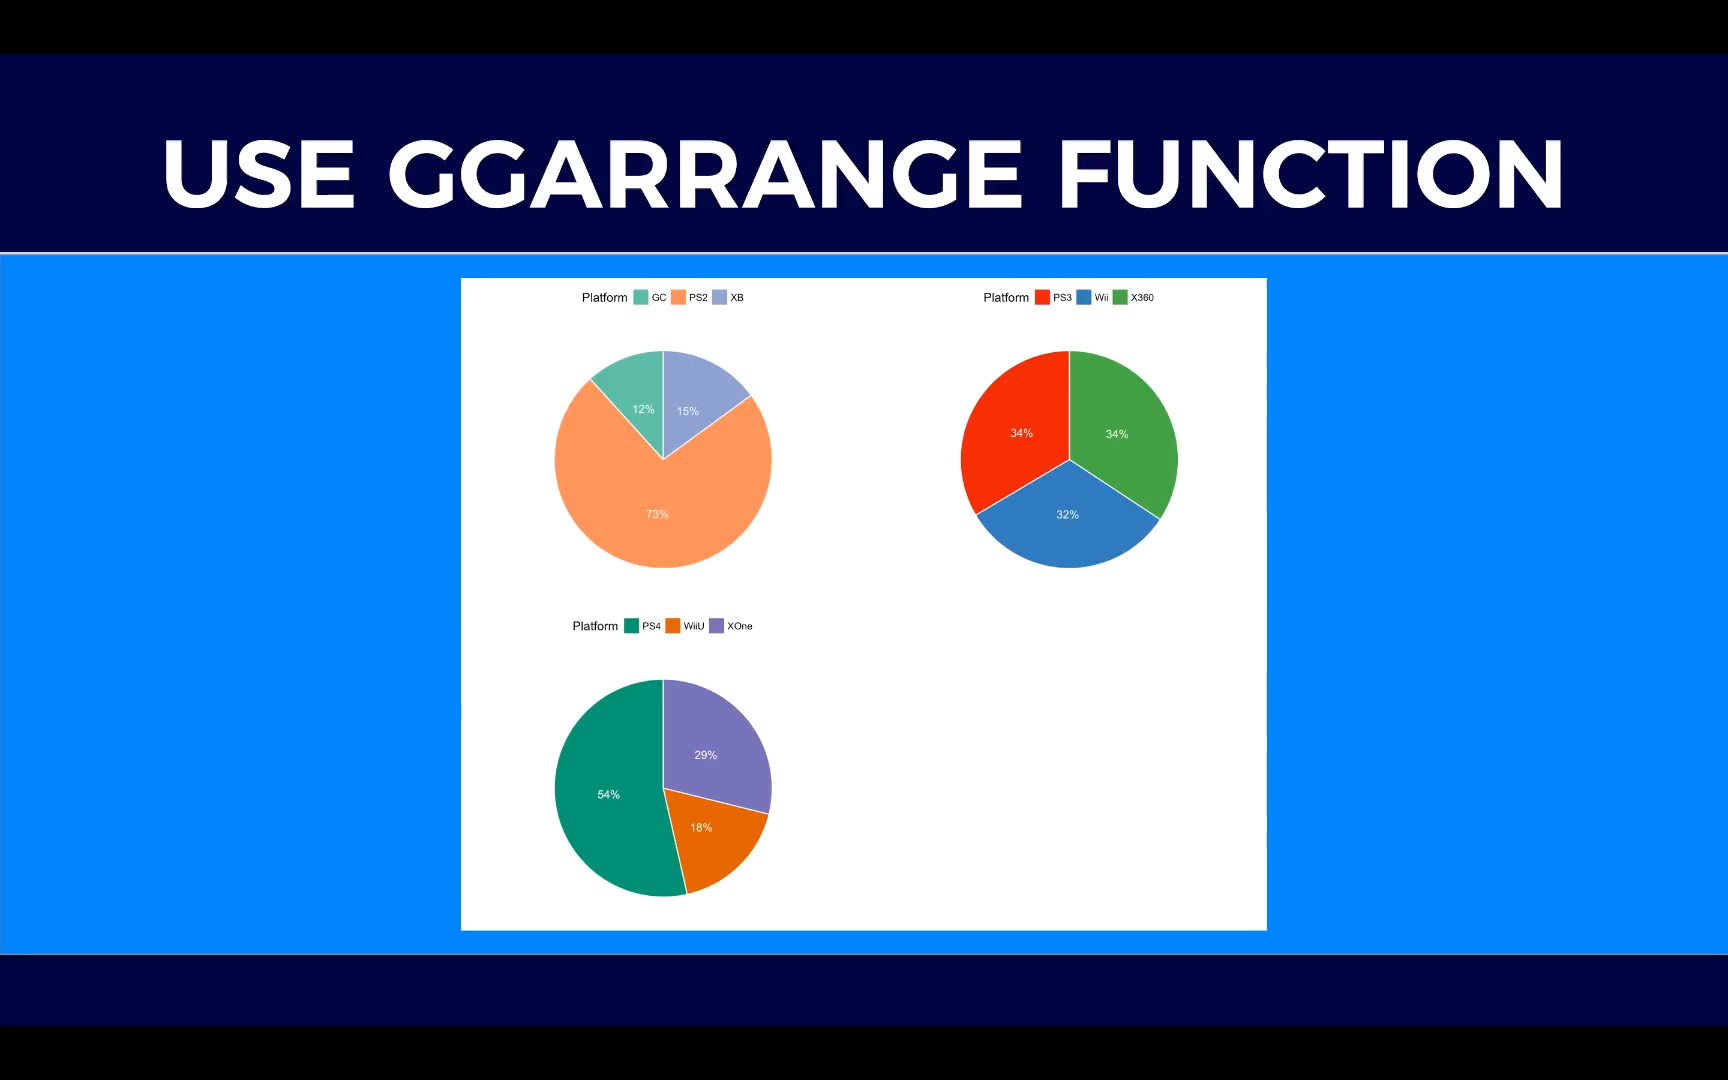 USE GGARRANGE FUNCTION
Platform GC PS2 XB
12%
15%
73%
Platform PS3 Wii X360
34%
34%
32%
Platform PS4 WiiU XOne
29%
54%
18%